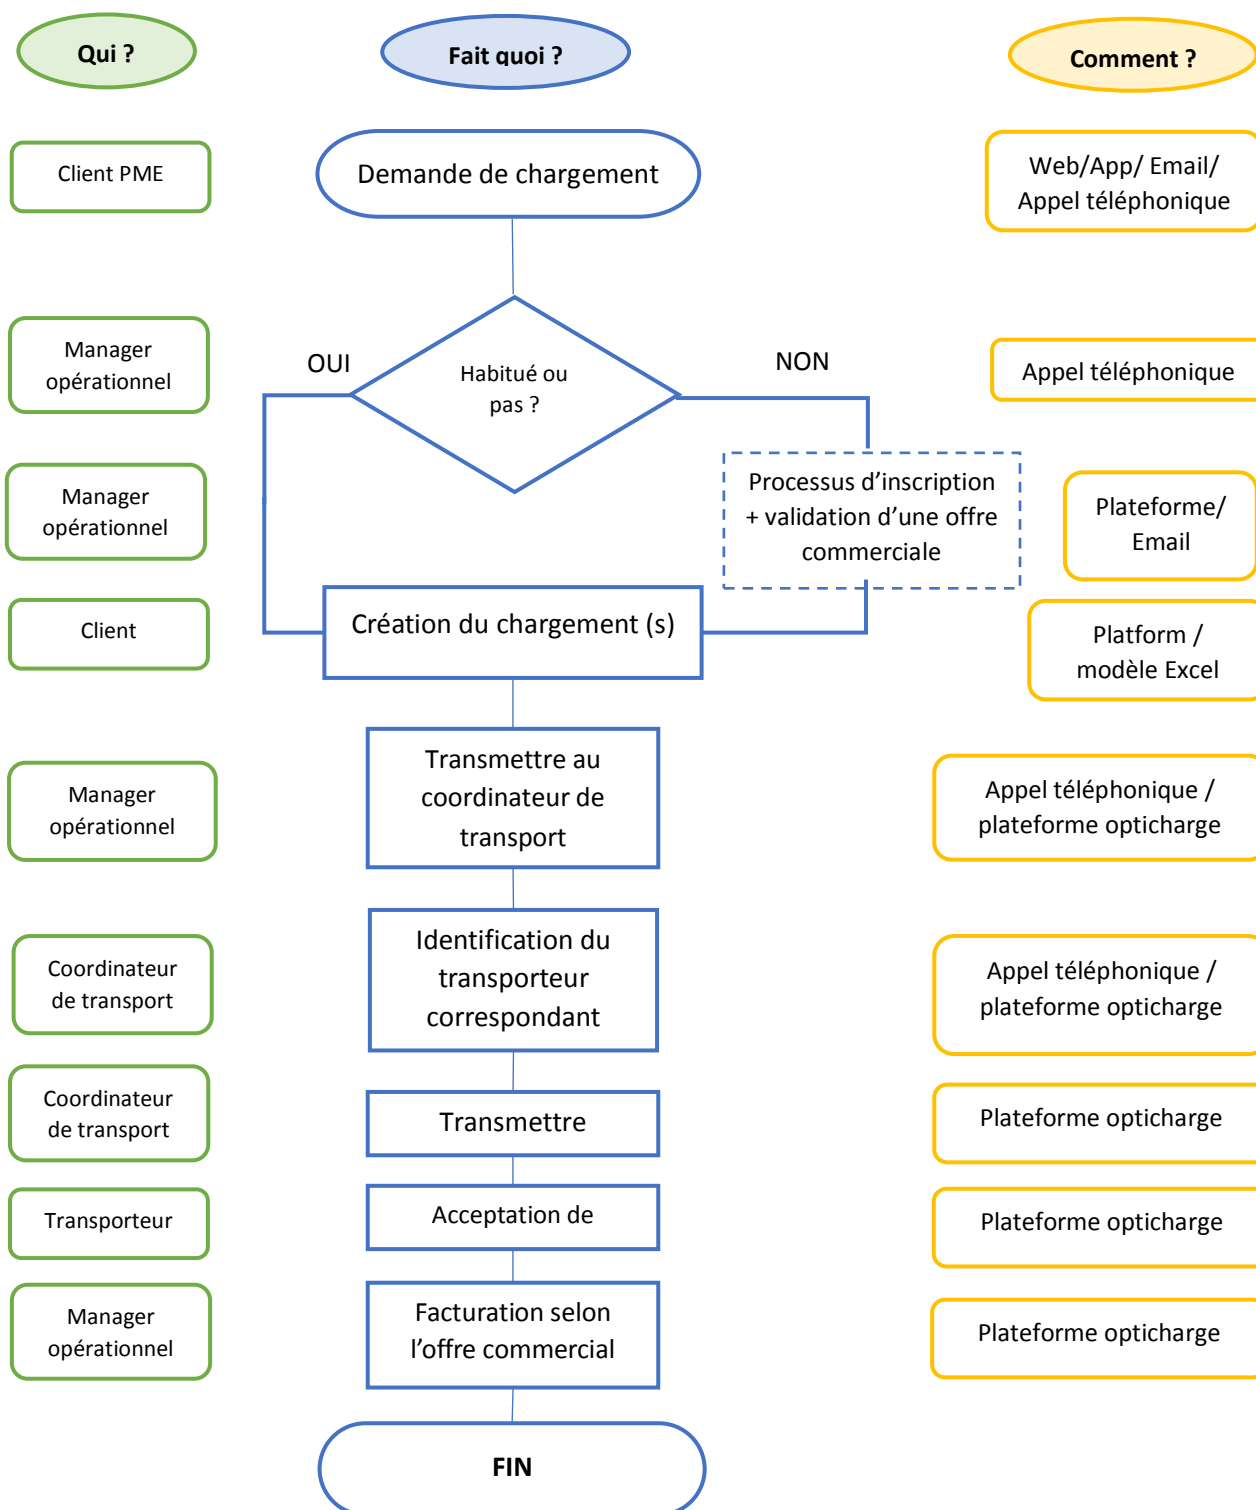 Qui ?
Fait quoi ?
Comment ?
Client PME
Demande de chargement
Web/App/ Email/
Appel téléphonique
Manager
opérationnel
OUI
Habitué ou
pas ?
NON
Appel téléphonique
Manager
opérationnel
Processus d’inscription
+ validation d’une offre
commerciale
Plateforme/
Email
Client
Création du chargement (s)
Platform /
modèle Excel
Manager
opérationnel
Transmettre au
coordinateur de
transport
Appel téléphonique /
plateforme opticharge
Coordinateur
de transport
Identification du
transporteur
correspondant
Appel téléphonique /
plateforme opticharge
Coordinateur
de transport
Transmettre
Plateforme opticharge
Transporteur
Acceptation de
Plateforme opticharge
Manager
opérationnel
Facturation selon
l’offre commercial
Plateforme opticharge
FIN